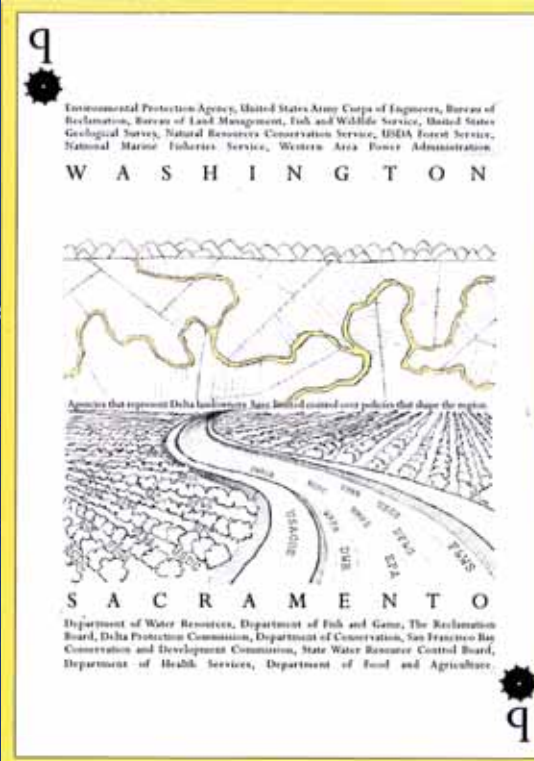 q
Environmental Protection Agency, United States Army Corps of Engineers, Bureau of
Reclamation, Bureau of Land Management, Fish and Wildlife Service, United States
Geological Survey, Natural Resources Conservation Service, USDA Forest Service,
National Marine Fisheries Service, Western Area Power Administration.
WASHINGTON
Agencies that represent Delta landowners have limited control over policies that shape the region.
USACOE
DWR
EPA
F&WS
SACRAMENTO
Department of Water Resources, Department of Fish and Game, The Reclamation
Board, Delta Protection Commission, Department of Conservation, San Francisco Bay
Conservation and Development Commission, State Water Resource Control Board,
Department of Health Services, Department of Food and Agriculture.
q